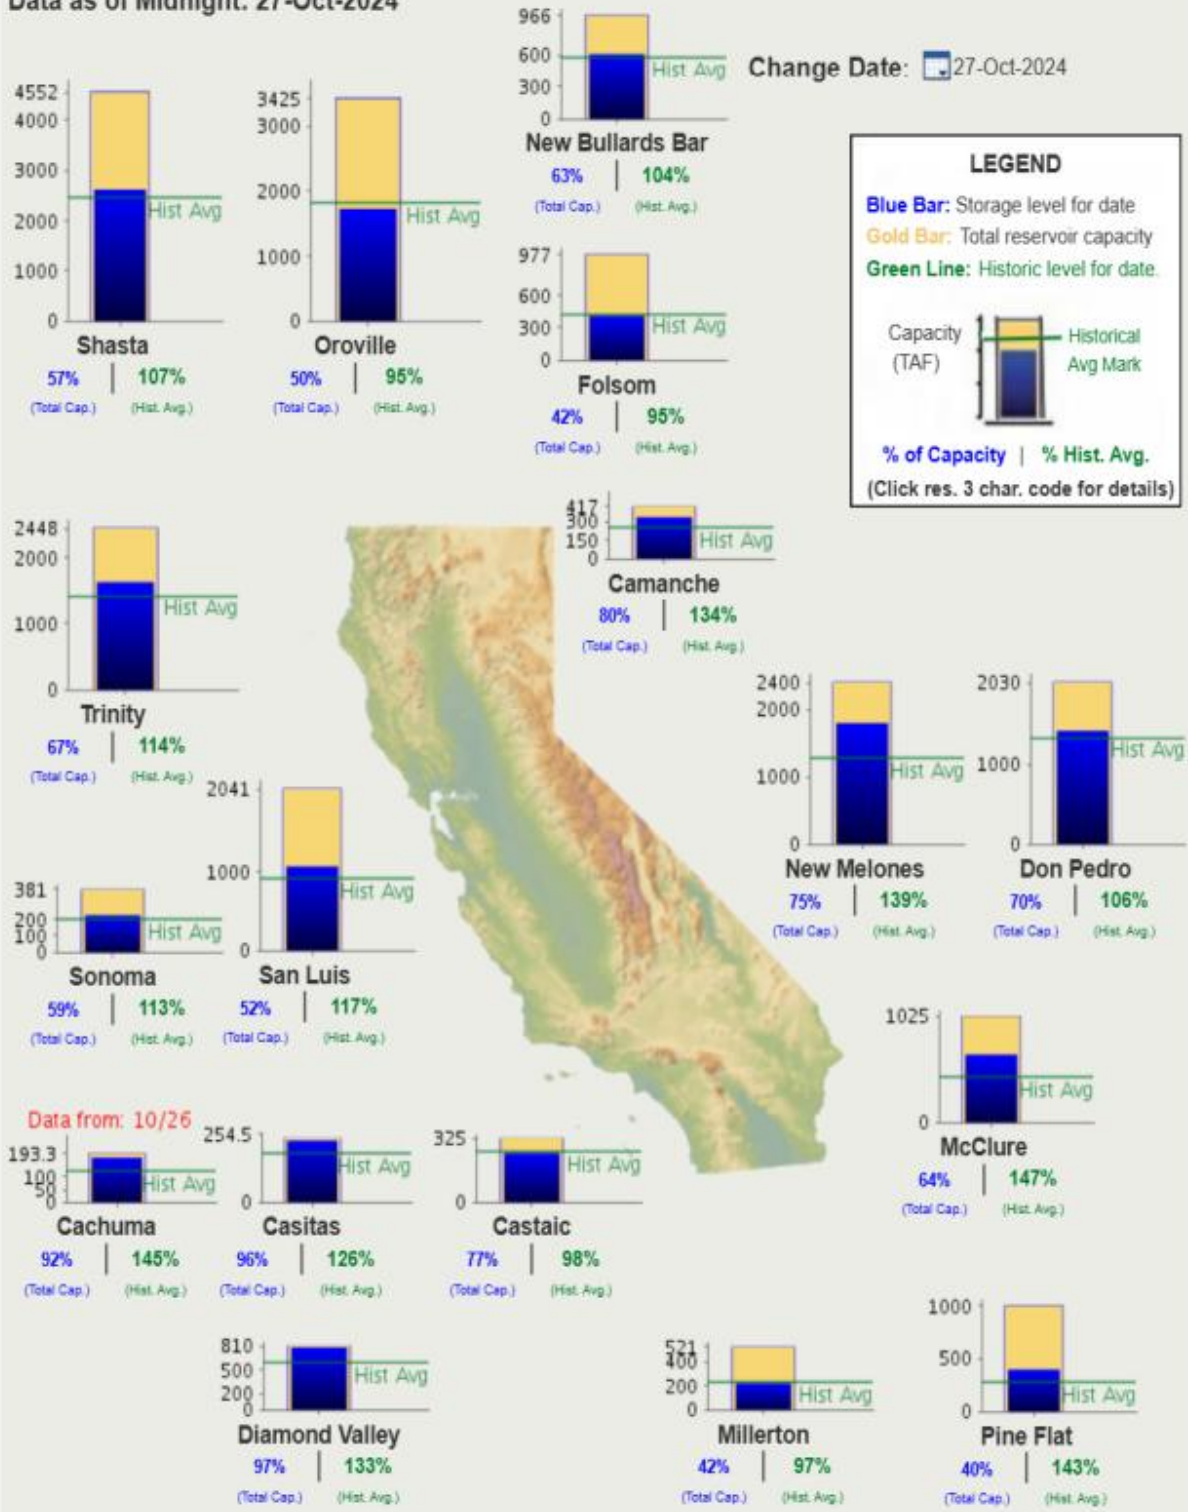 Data as of Midnight: 27-Oct-2024
966
600
300
0
Hist Avg
New Bullards Bar
63% | 104%
(Total Cap.) (Hist. Avg.)
Change Date: 27-Oct-2024
4552
4000
3000
2000
1000
0
Hist Avg
Shasta
57% | 107%
(Total Cap.) (Hist. Avg.)
3425
3000
2000
1000
0
Hist Avg
Oroville
50% | 95%
(Total Cap.) (Hist. Avg.)
LEGEND
Blue Bar: Storage level for date
Gold Bar: Total reservoir capacity
Green Line: Historic level for date.
Capacity
(TAF)
Historical
Avg Mark
% of Capacity | % Hist. Avg.
(Click res. 3 char. code for details)
977
600
300
0
Hist Avg
Folsom
42% | 95%
(Total Cap.) (Hist. Avg.)
417
300
150
0
Hist Avg
Camanche
80% | 134%
(Total Cap.) (Hist. Avg.)
2448
2000
1000
0
Hist Avg
Trinity
67% | 114%
(Total Cap.) (Hist. Avg.)
2400
2000
1000
0
Hist Avg
New Melones
75% | 139%
(Total Cap.) (Hist. Avg.)
2030
1000
0
Hist Avg
Don Pedro
70% | 106%
(Total Cap.) (Hist. Avg.)
381
200
100
0
Hist Avg
Sonoma
59% | 113%
(Total Cap.) (Hist. Avg.)
2041
1000
0
Hist Avg
San Luis
52% | 117%
(Total Cap.) (Hist. Avg.)
1025
0
Hist Avg
McClure
64% | 147%
(Total Cap.) (Hist. Avg.)
Data from: 10/26
193.3
100
50
0
Hist Avg
Cachuma
92% | 145%
(Total Cap.) (Hist. Avg.)
254.5
0
Hist Avg
Casitas
96% | 126%
(Total Cap.) (Hist. Avg.)
325
0
Hist Avg
Castaic
77% | 98%
(Total Cap.) (Hist. Avg.)
810
500
200
0
Hist Avg
Diamond Valley
97% | 133%
(Total Cap.) (Hist. Avg.)
521
400
200
0
Hist Avg
Millerton
42% | 97%
(Total Cap.) (Hist. Avg.)
1000
500
0
Hist Avg
Pine Flat
40% | 143%
(Total Cap.) (Hist. Avg.)